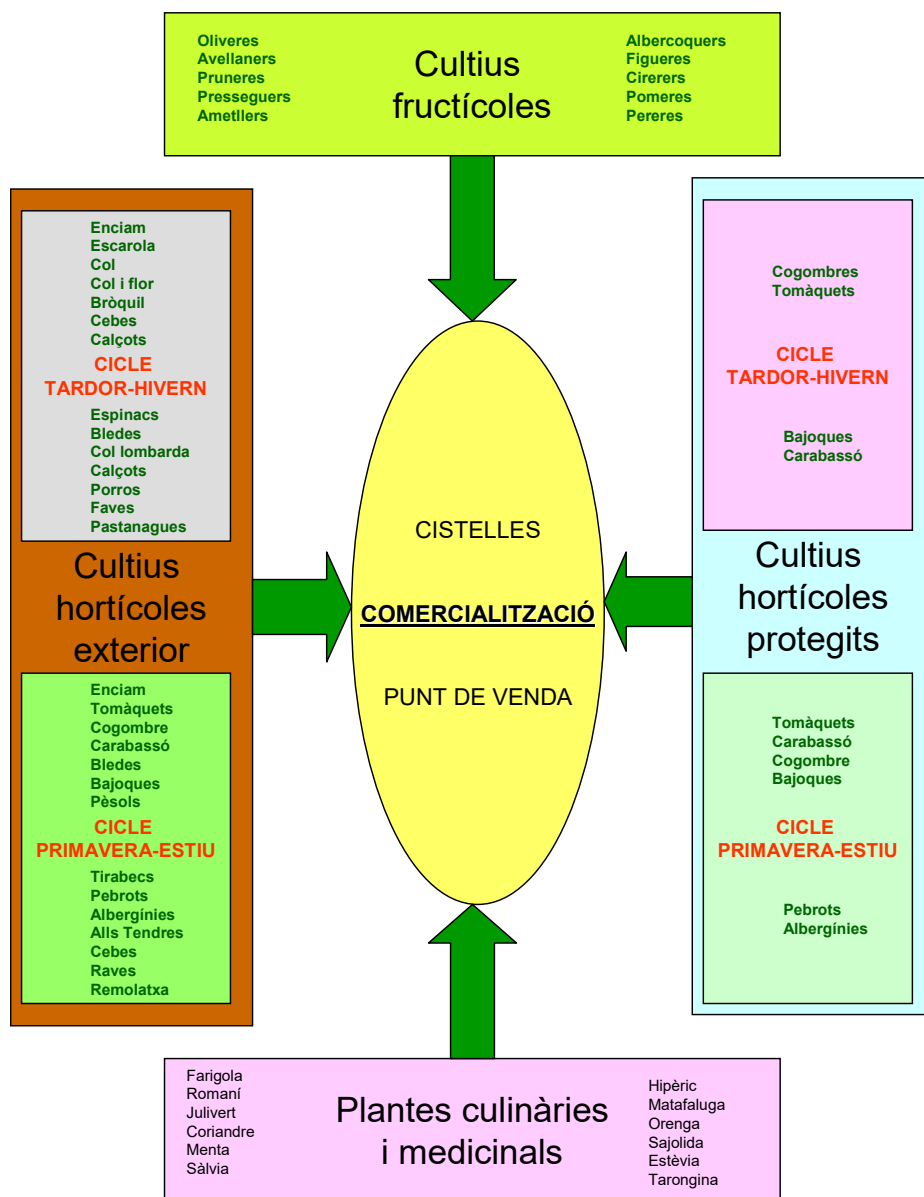 Oliveres
Avellaners
Pruneres
Presseguers
Ametllers
Cultius
fructícoles
Albercoquers
Figueres
Cirerers
Pomeres
Pereres
Enciam
Escarola
Col
Col i flor
Bròquil
Cebes
Calçots
CICLE
TARDOR-HIVERN
Espinacs
Bledes
Col lombarda
Calçots
Porros
Faves
Pastanagues
Cultius
hortícoles
exterior
Enciam
Tomàquets
Cogombre
Carabassó
Bledes
Bajoques
Pèsols
CICLE
PRIMAVERA-ESTIU
Tirabecs
Pebrots
Albergínies
Alls Tendres
Cebes
Raves
Remolatxa
CISTELLES
COMERCIALITZACIÓ
PUNT DE VENDA
Cogombres
Tomàquets
CICLE
TARDOR-HIVERN
Bajoques
Carabassó
Cultius
hortícoles
protegits
Tomàquets
Carabassó
Cogombre
Bajoques
CICLE
PRIMAVERA-ESTIU
Pebrots
Albergínies
Farigola
Romaní
Julivert
Coriandre
Menta
Sàlvia
Plantes culinàries
i medicinals
Hipèric
Matafaluga
Orenga
Sajolida
Estèvia
Tarongina